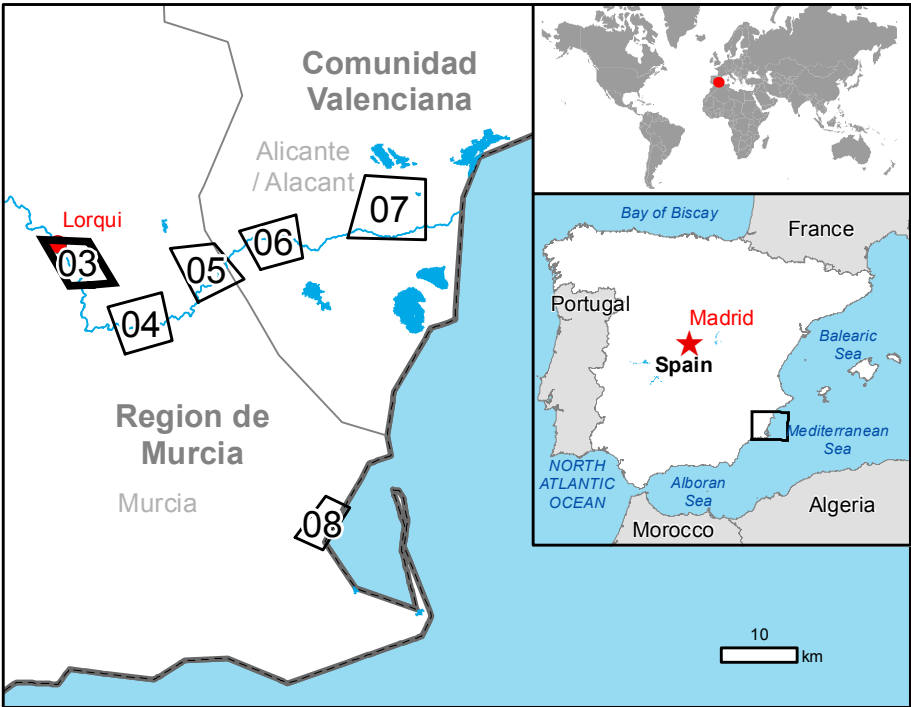 Comunidad
Valenciana
Alicante
/ Alacant
07
Lorqui
06
03
05
04
Region de
Murcia
Murcia
08
Bay of Biscay
France
Portugal
Madrid
Spain
Balearic
Sea
Mediterranean
Sea
NORTH
ATLANTIC
OCEAN
Alboran
Sea
Algeria
Morocco
10
km